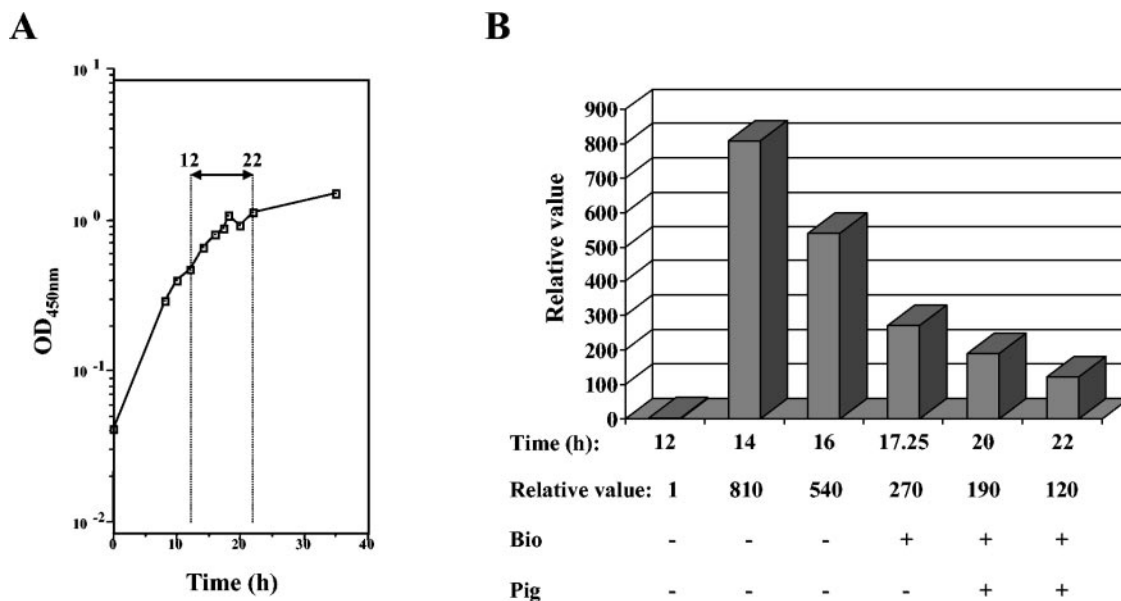 A
10 1
12 22
10 0
OD450nm
10 -1
10 -2
0 10 20 30 40
Time (h)
B
900
800
700
600
500
400
300
200
100
0
Relative value
Time (h): 12 14 16 17.25 20 22
Relative value: 1 810 540 270 190 120
Bio - - - + + +
Pig - - - - + +